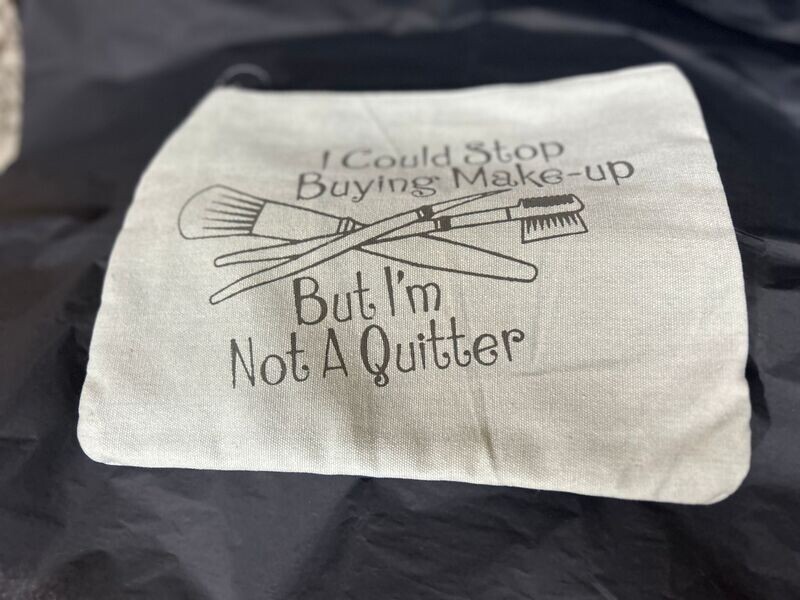 I Could Stop
Buying Make-up
But I'm
Not A Quitter